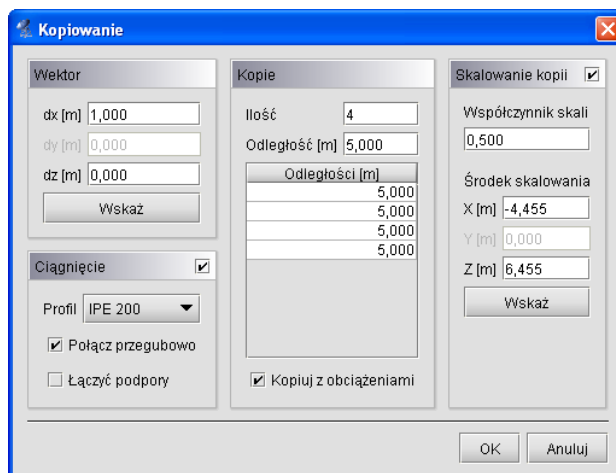 Kopiowanie
Wektor
dx [m] 1,000
dy [m] 0,000
dz [m] 0,000
Wskaż
Ciągnięcie
Profil IPE 200
Połącz przegubowo
Łączyć podpory
Kopie
Ilość 4
Odległość [m] 5,000
Odległości [m]
5,000
5,000
5,000
5,000
Kopiuj z obciążeniami
Skalowanie kopii
Współczynnik skali
0,500
Środek skalowania
X [m] -4,455
Y [m] 0,000
Z [m] 6,455
Wskaż
OK Anuluj